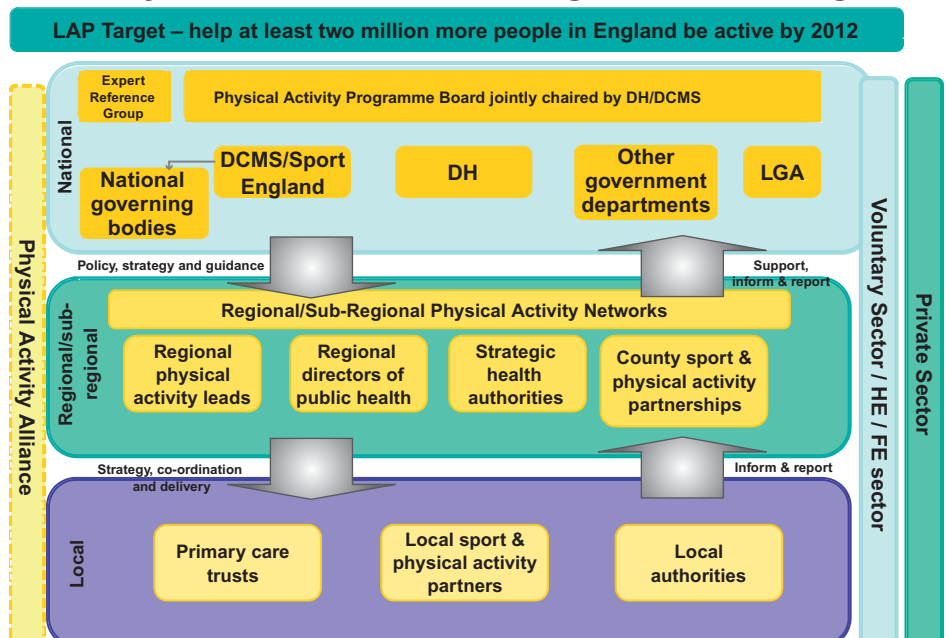 LAP Target – help at least two million more people in England be active by 2012
Expert
Reference
Group
Physical Activity Programme Board jointly chaired by DH/DCMS
National
National
governing
bodies
DCMS/Sport
England
DH
Other
government
departments
LGA
Policy, strategy and guidance
Support,
inform & report
Regional/sub-
regional
Regional/Sub-Regional Physical Activity Networks
Regional
physical
activity leads
Regional
directors of
public health
Strategic
health
authorities
County sport &
physical activity
partnerships
Strategy, co-ordination
and delivery
Inform & report
Local
Primary care
trusts
Local sport &
physical activity
partners
Local
authorities
Physical Activity Alliance
Voluntary Sector / HE / FE sector
Private Sector